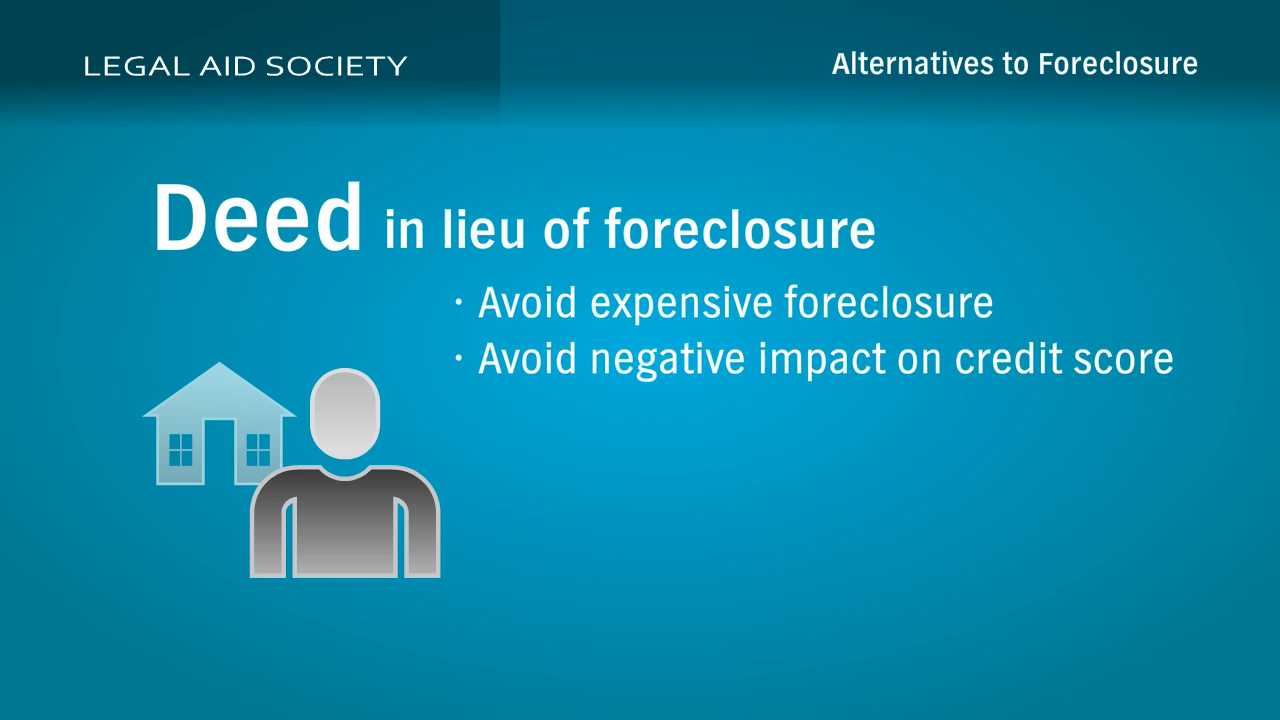 LEGAL AID SOCIETY
Alternatives to Foreclosure
Deed in lieu of foreclosure
· Avoid expensive foreclosure
· Avoid negative impact on credit score